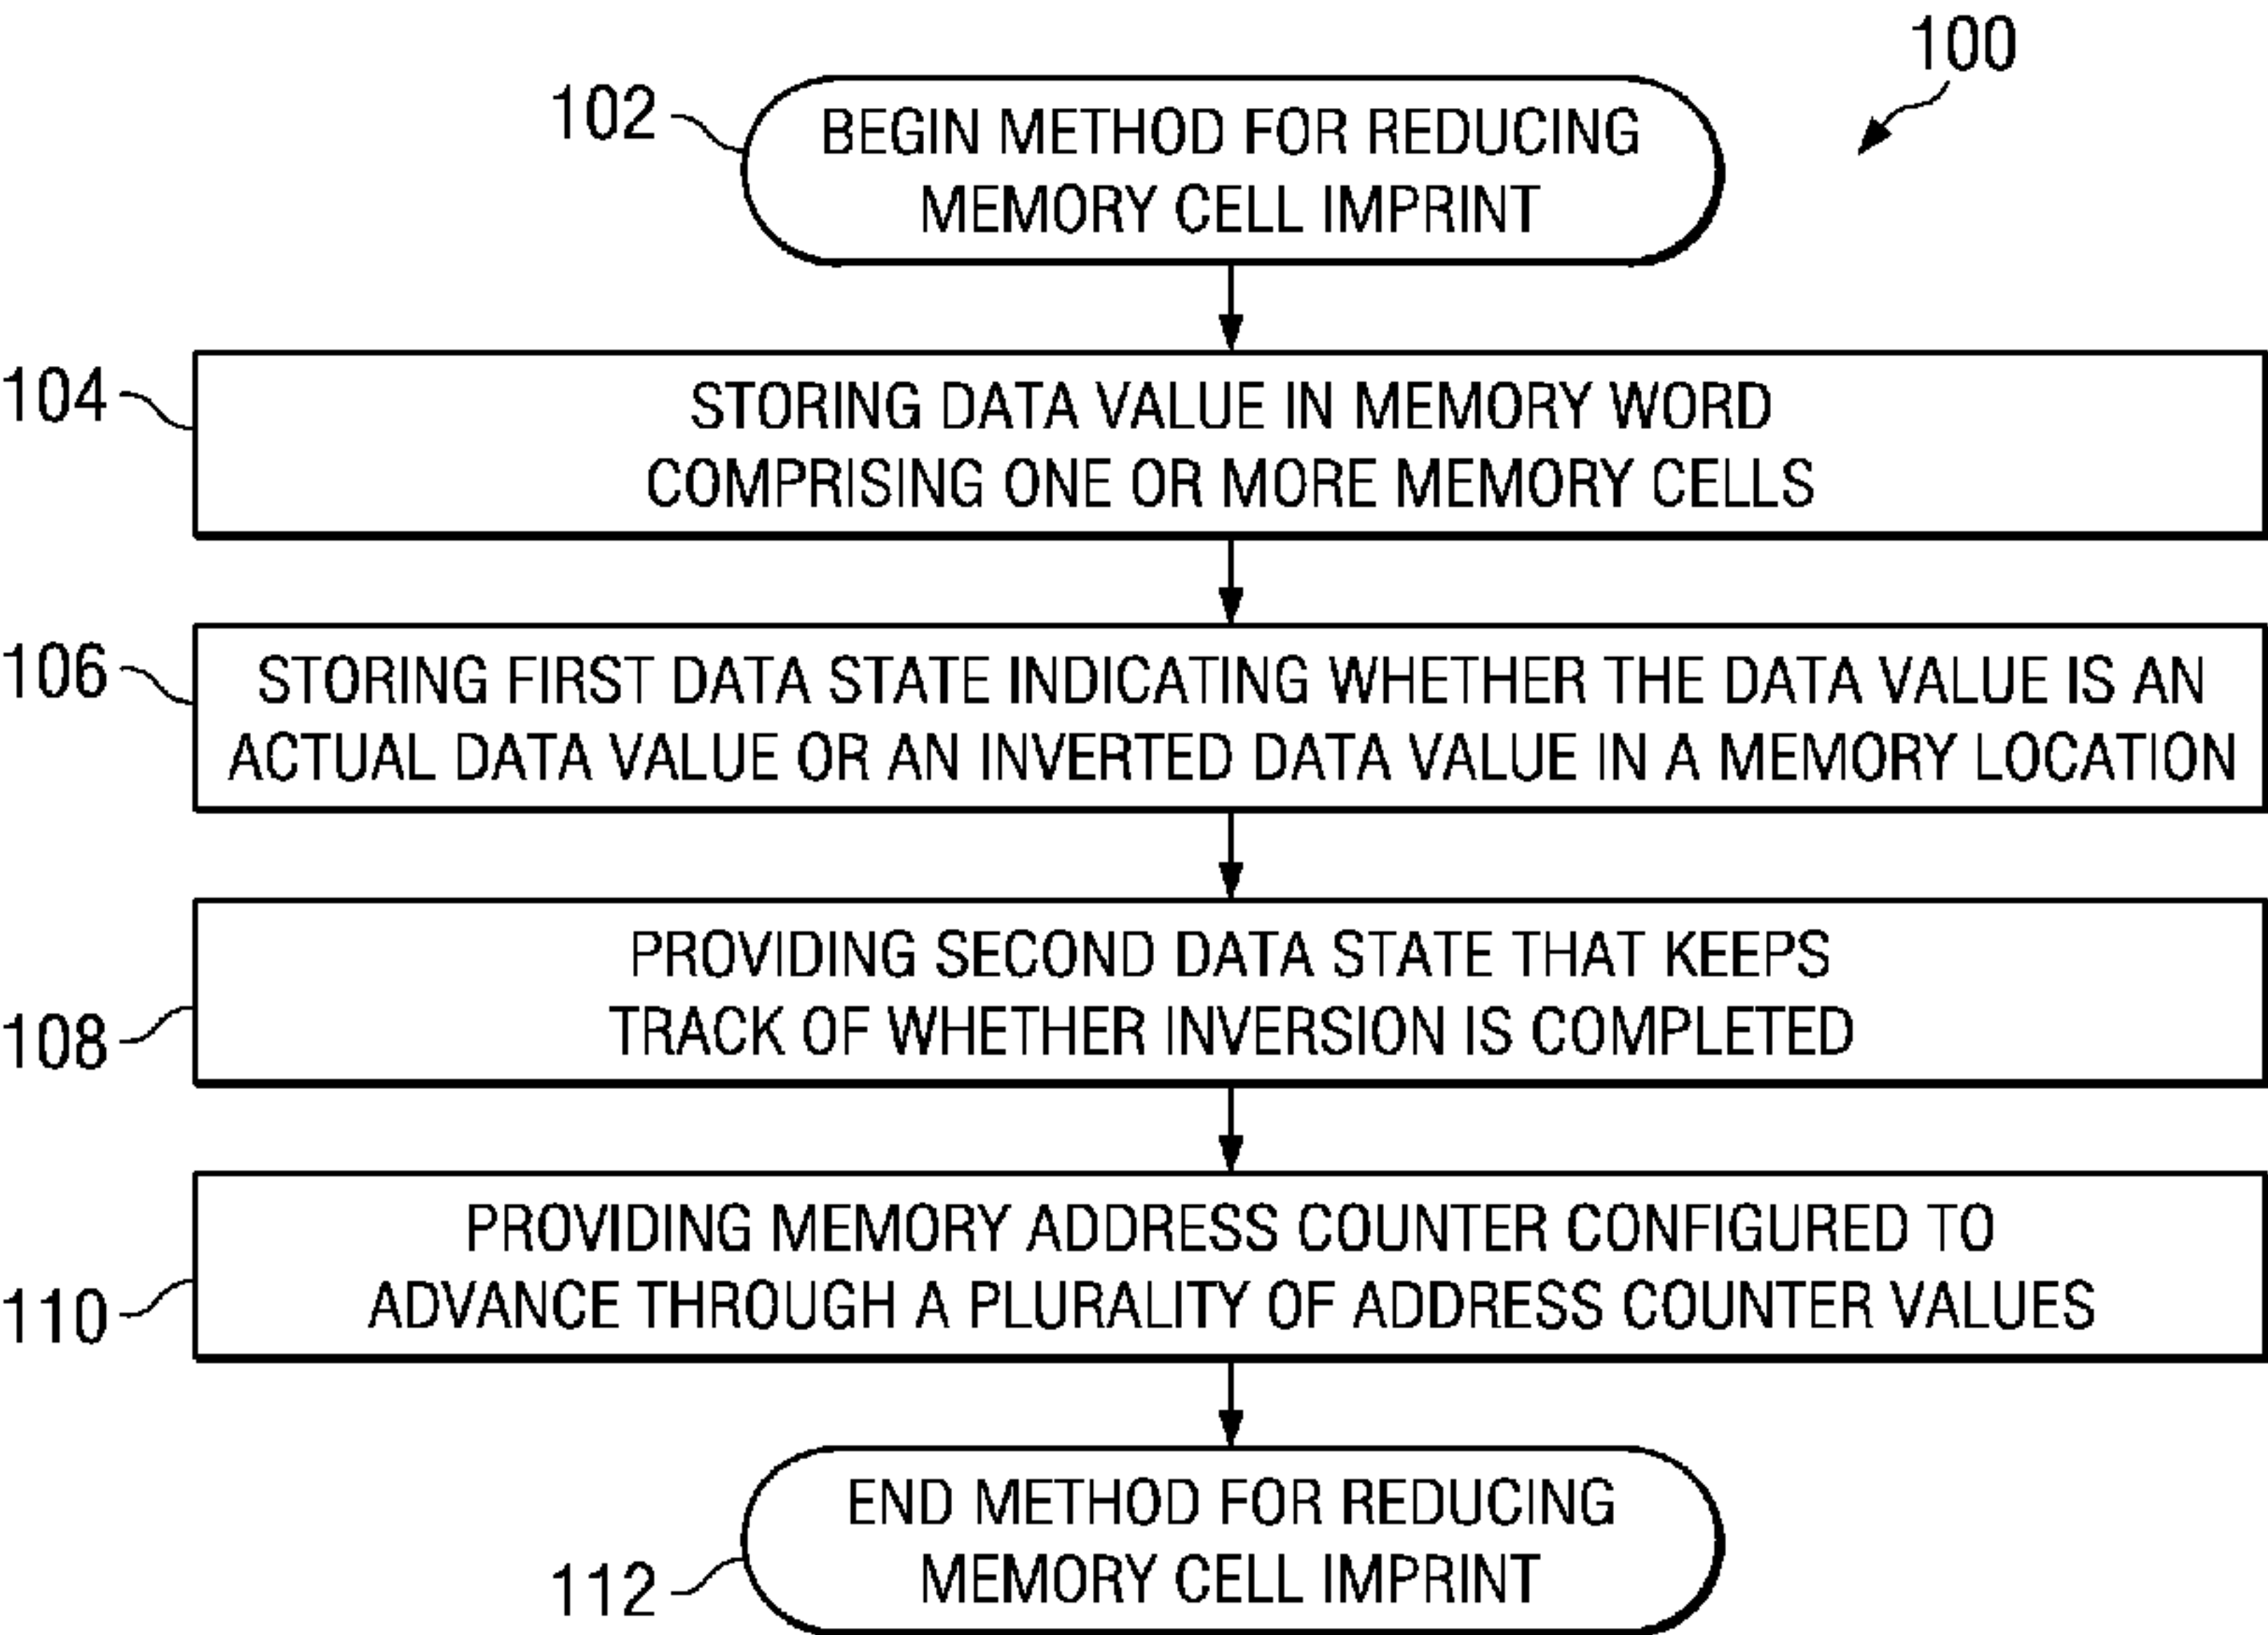 100
102
BEGIN METHOD FOR REDUCING
MEMORY CELL IMPRINT
104
STORING DATA VALUE IN MEMORY WORD
COMPRISING ONE OR MORE MEMORY CELLS
106
STORING FIRST DATA STATE INDICATING WHETHER THE DATA VALUE IS AN
ACTUAL DATA VALUE OR AN INVERTED DATA VALUE IN A MEMORY LOCATION
108
PROVIDING SECOND DATA STATE THAT KEEPS
TRACK OF WHETHER INVERSION IS COMPLETED
110
PROVIDING MEMORY ADDRESS COUNTER CONFIGURED TO
ADVANCE THROUGH A PLURALITY OF ADDRESS COUNTER VALUES
112
END METHOD FOR REDUCING
MEMORY CELL IMPRINT